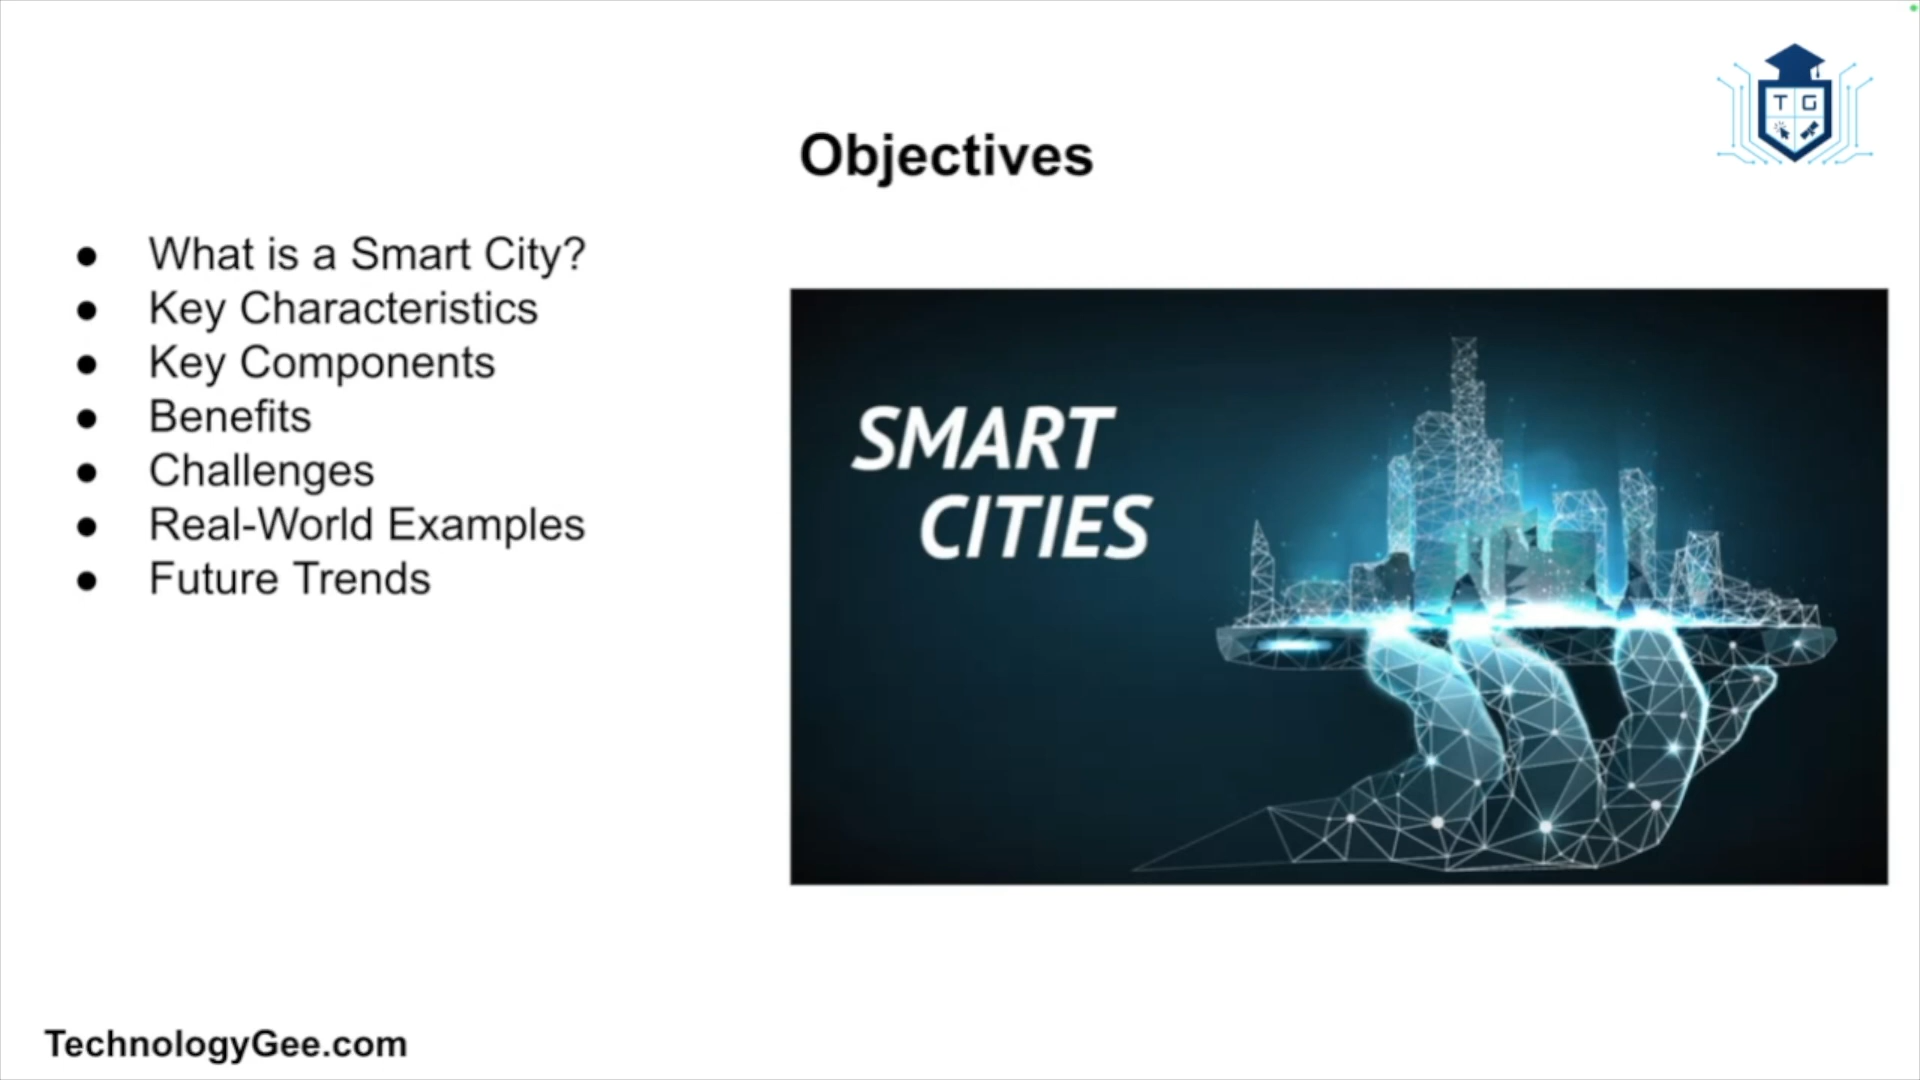 T G
Objectives
● What is a Smart City?
● Key Characteristics
● Key Components
● Benefits
● Challenges
● Real-World Examples
● Future Trends
SMART
CITIES
TechnologyGee.com